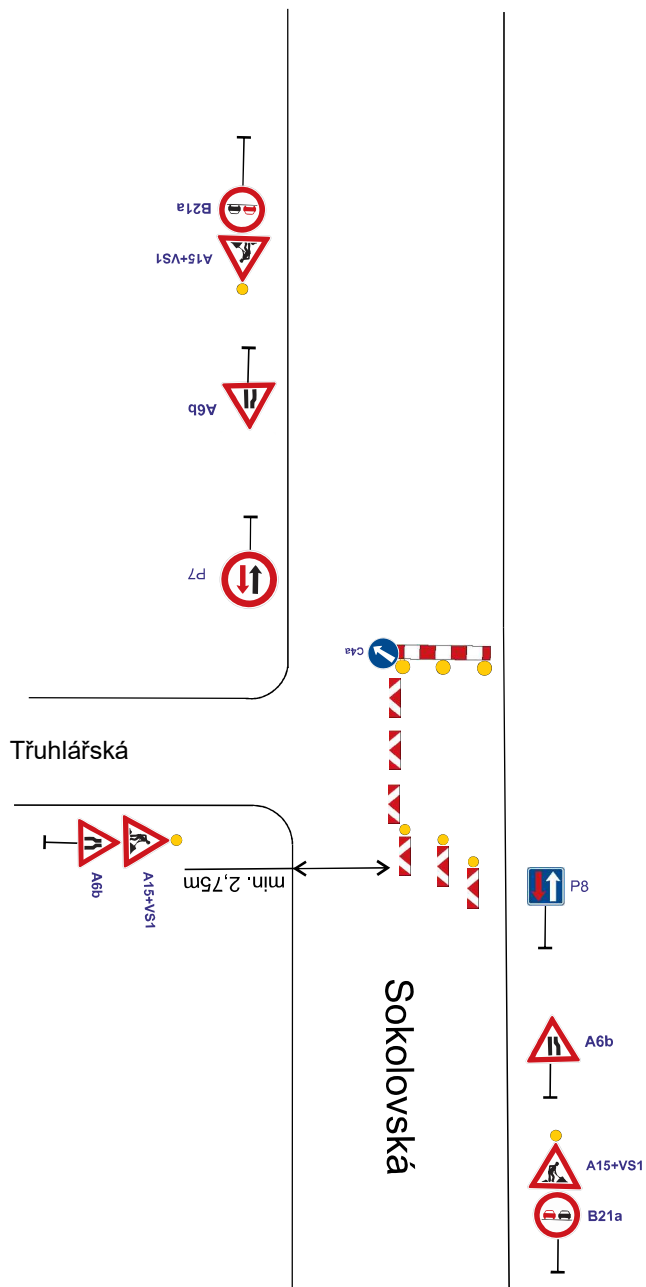 B21a
A15+VS1
A6b
P7
C4a
Třuhlářská
A6b
A15+VS1
min. 2,75m
P8
Sokolovská
A6b
A15+VS1
B21a